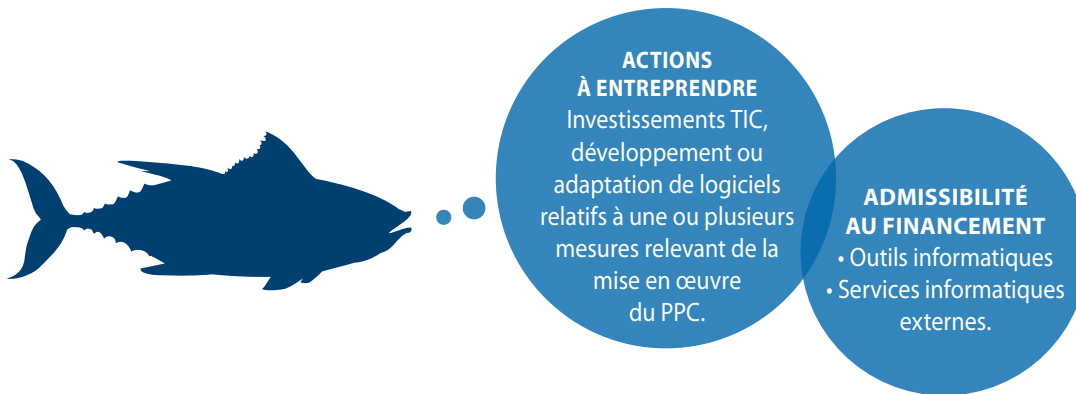 ACTIONS
À ENTREPRENDRE
Investissements TIC,
développement ou
adaptation de logiciels
relatifs à une ou plusieurs
mesures relevant de la
mise en œuvre
du PPC.
ADMISSIBILITÉ
AU FINANCEMENT
• Outils informatiques
• Services informatiques
externes.